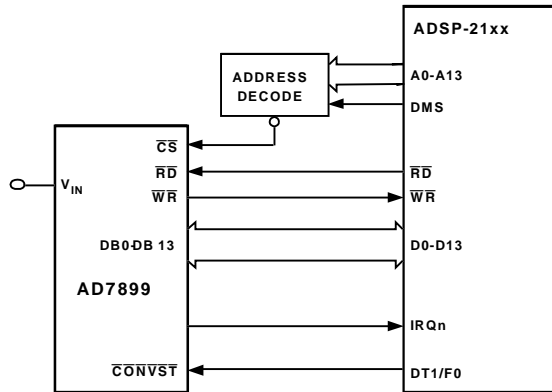 ADSP-21xx
ADDRESS
DECODE
A0-A13
DMS
CS
RD
WR
VIN
DB0-DB 13
AD7899
CONVST
RD
WR
D0-D13
IRQn
DT1/F0